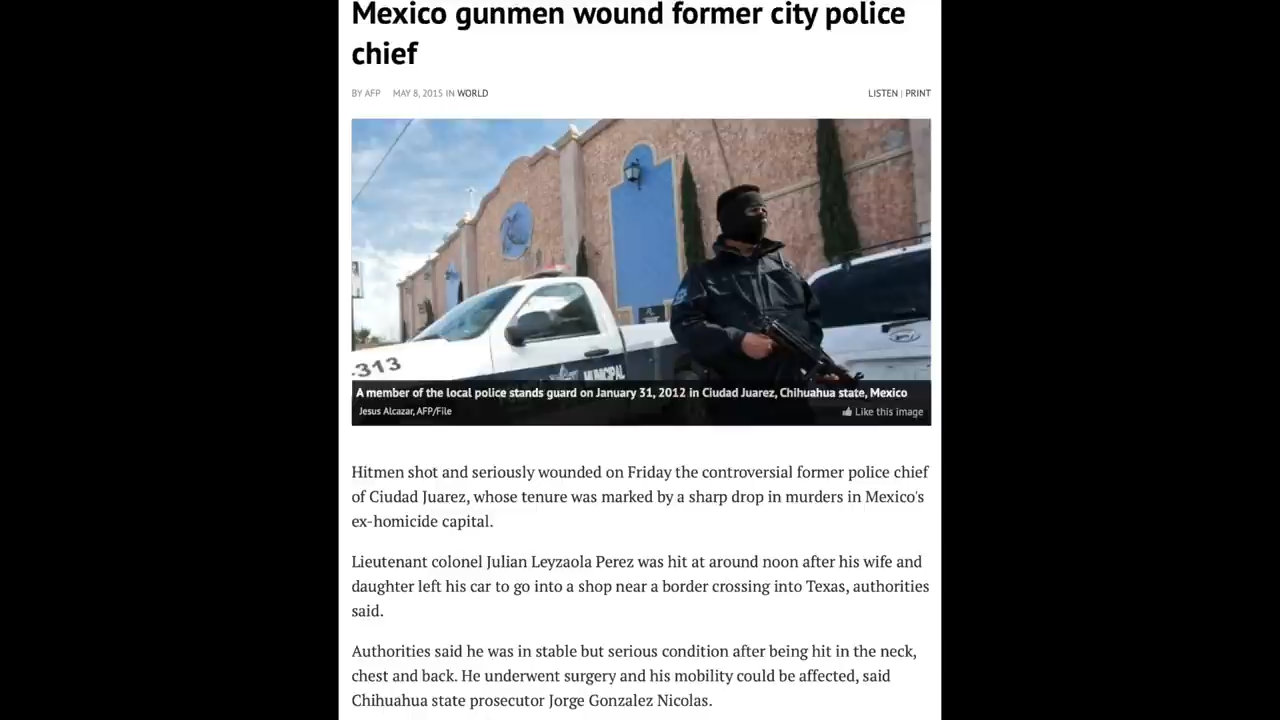 Mexico gunmen wound former city police
chief
BY AFP MAY 8, 2015 IN WORLD
LISTEN | PRINT
-313
MUNICIPAL
A member of the local police stands guard on January 31, 2012 in Ciudad Juarez, Chihuahua state, Mexico
Jesus Alcazar, AFP/File
Like this image
Hitmen shot and seriously wounded on Friday the controversial former police chief
of Ciudad Juarez, whose tenure was marked by a sharp drop in murders in Mexico's
ex-homicide capital.
Lieutenant colonel Julian Leyzaola Perez was hit at around noon after his wife and
daughter left his car to go into a shop near a border crossing into Texas, authorities
said.
Authorities said he was in stable but serious condition after being hit in the neck,
chest and back. He underwent surgery and his mobility could be affected, said
Chihuahua state prosecutor Jorge Gonzalez Nicolas.